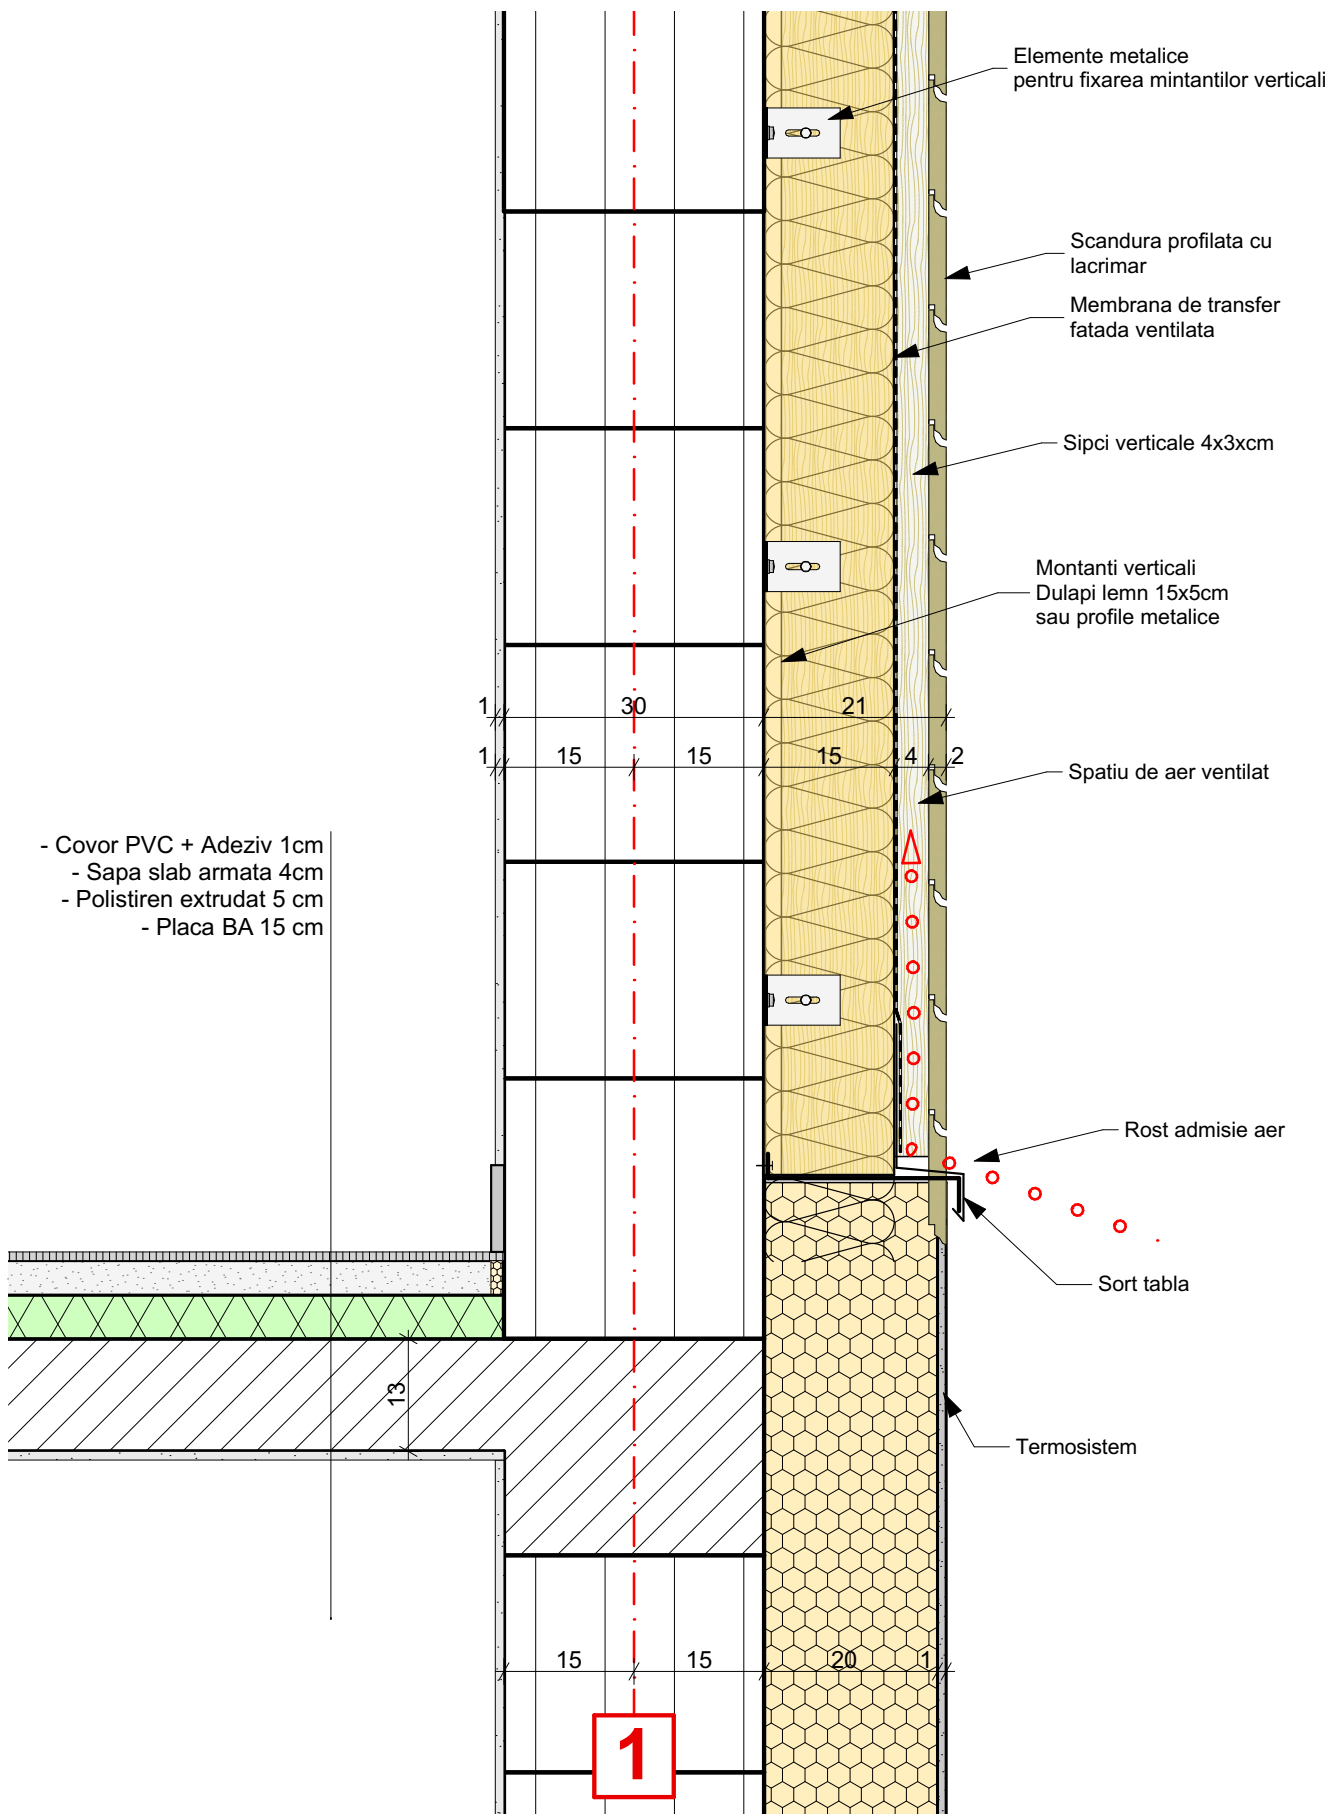 Elemente metalice
pentru fixarea mintantilor verticali
Scandura profilata cu
lacrimar
Membrana de transfer
fatada ventilata
Sipci verticale 4x3xcm
Montanti verticali
Dulapi lemn 15x5cm
sau profile metalice
1 30 21
1 15 15 15 4 2
Spatiu de aer ventilat
- Covor PVC + Adeziv 1cm
- Sapa slab armata 4cm
- Polistiren extrudat 5 cm
- Placa BA 15 cm
Rost admisie aer
Sort tabla
13
Termosistem
15 15 20 1
1